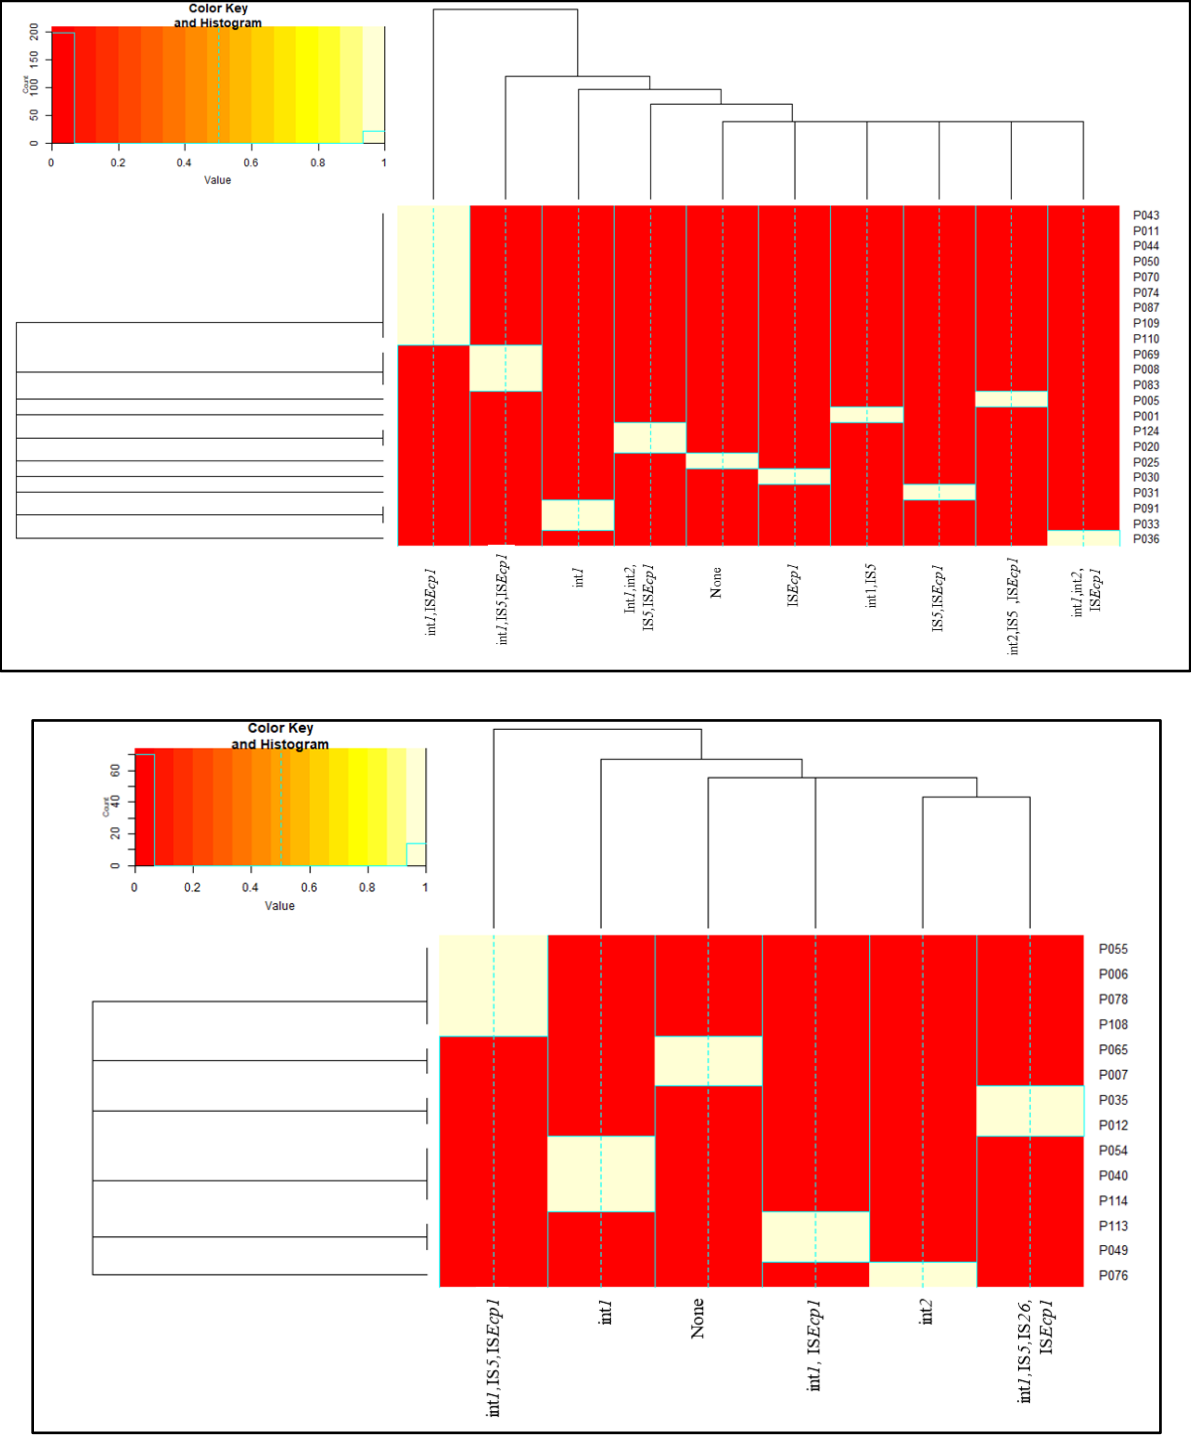 Color Key
and Histogram
Count
0 50 100 150 200
0 0.2 0.4 0.6 0.8 1
Value
P043
P011
P044
P050
P070
P074
P087
P109
P110
P069
P008
P083
P005
P001
P124
P020
P025
P030
P031
P091
P033
P036
int1,ISEcp1
int1,IS5,ISEcp1
int1
Int1,int2,
IS5,ISEcp1
None
ISEcp1
int1,IS5
IS5,ISEcp1
int2,IS5 ,ISEcp1
int1,int2,
ISEcp1
Color Key
and Histogram
Count
0 20 40 60
0 0.2 0.4 0.6 0.8 1
Value
P055
P006
P078
P108
P065
P007
P035
P012
P054
P040
P114
P113
P049
P076
int1,IS5,ISEcp1
int1
None
int1, ISEcp1
int2
int1,IS5,IS26,
ISEcp1